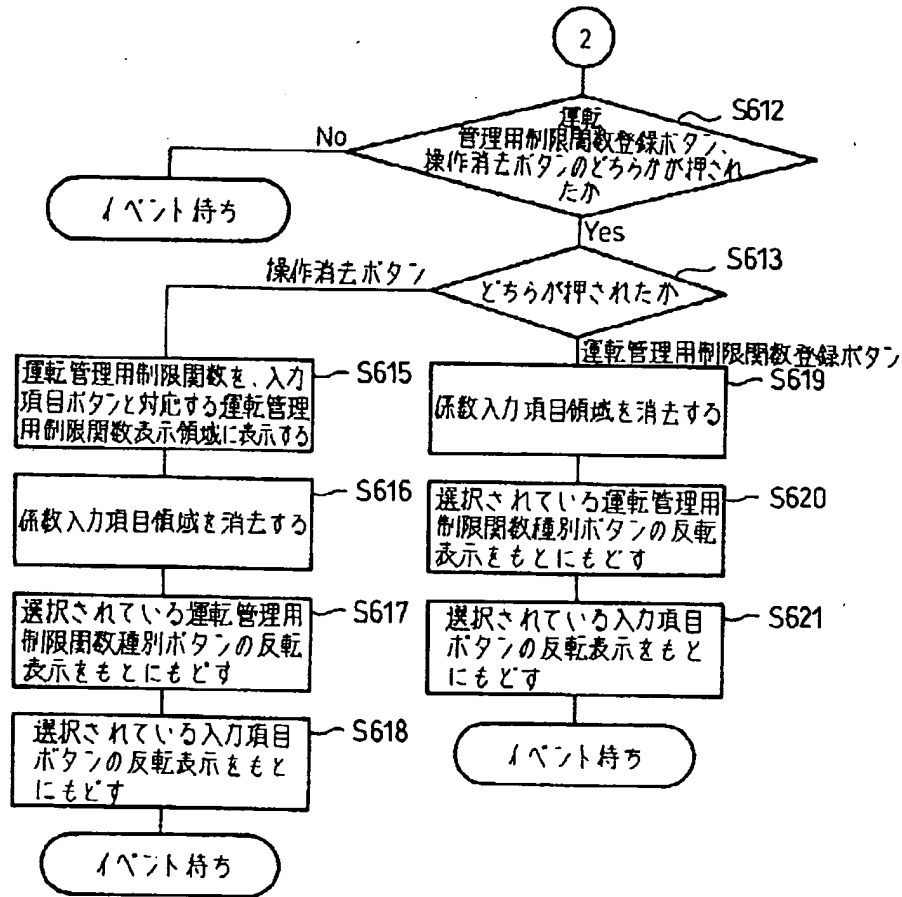 2
S612
運転
管理用制限関数登録ボタン、
操作消去ボタンのどちらかが押され
たか
No
イベント待ち
Yes
S613
どちらが押されたか
操作消去ボタン
運転管理用制限関数登録ボタン
S615
運転管理用制限関数を、入力
項目ボタンと対応する運転管理
用制限関数表示領域に表示する
S619
係数入力項目領域を消去する
S616
係数入力項目領域を消去する
S620
選択されている運転管理用
制限関数種別ボタンの反転
表示をもとにもどす
S617
選択されている運転管理用
制限関数種別ボタンの反転
表示をもとにもどす
S621
選択されている入力項目
ボタンの反転表示をもと
にもどす
S618
選択されている入力項目
ボタンの反転表示をもと
にもどす
イベント待ち
イベント待ち